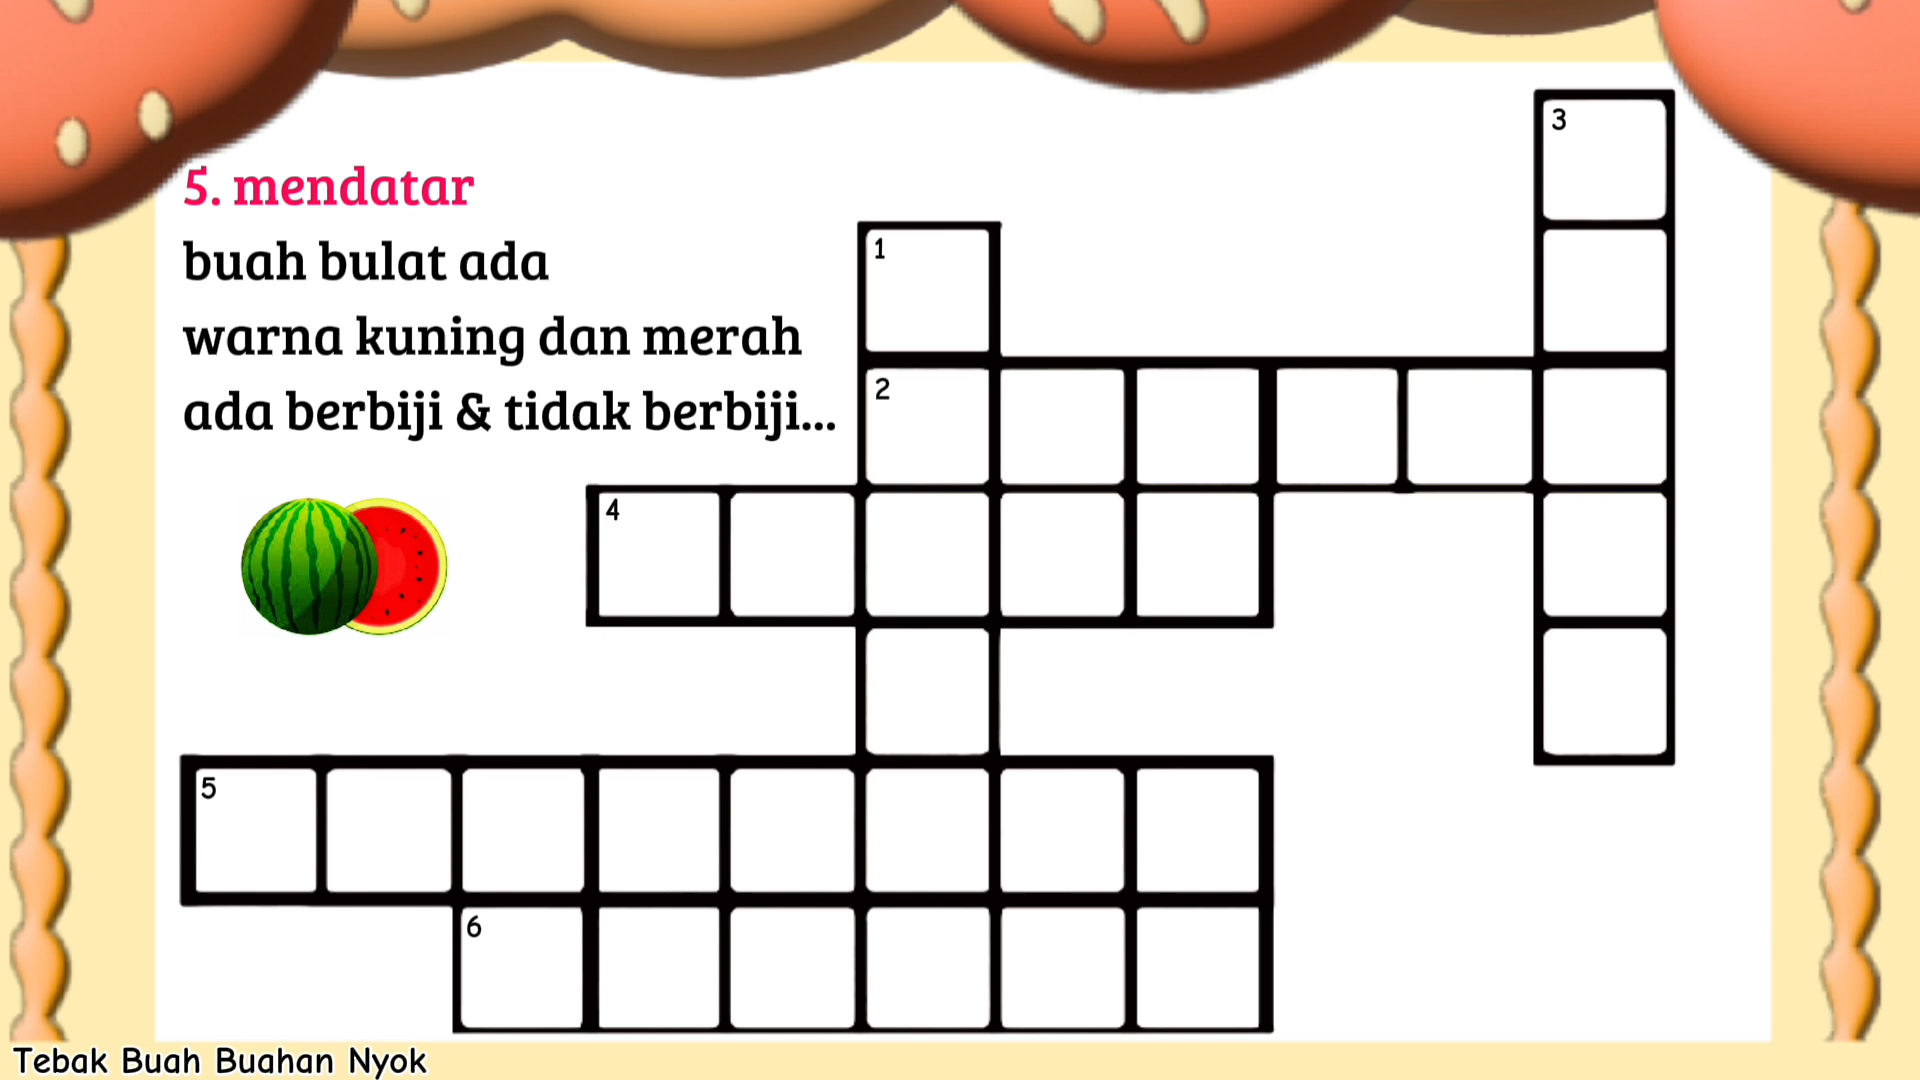 3
5. mendatar
buah bulat ada
1
warna kuning dan merah
ada berbiji & tidak berbiji...
2
4
5
6
Tebak Buah Buahan Nyok